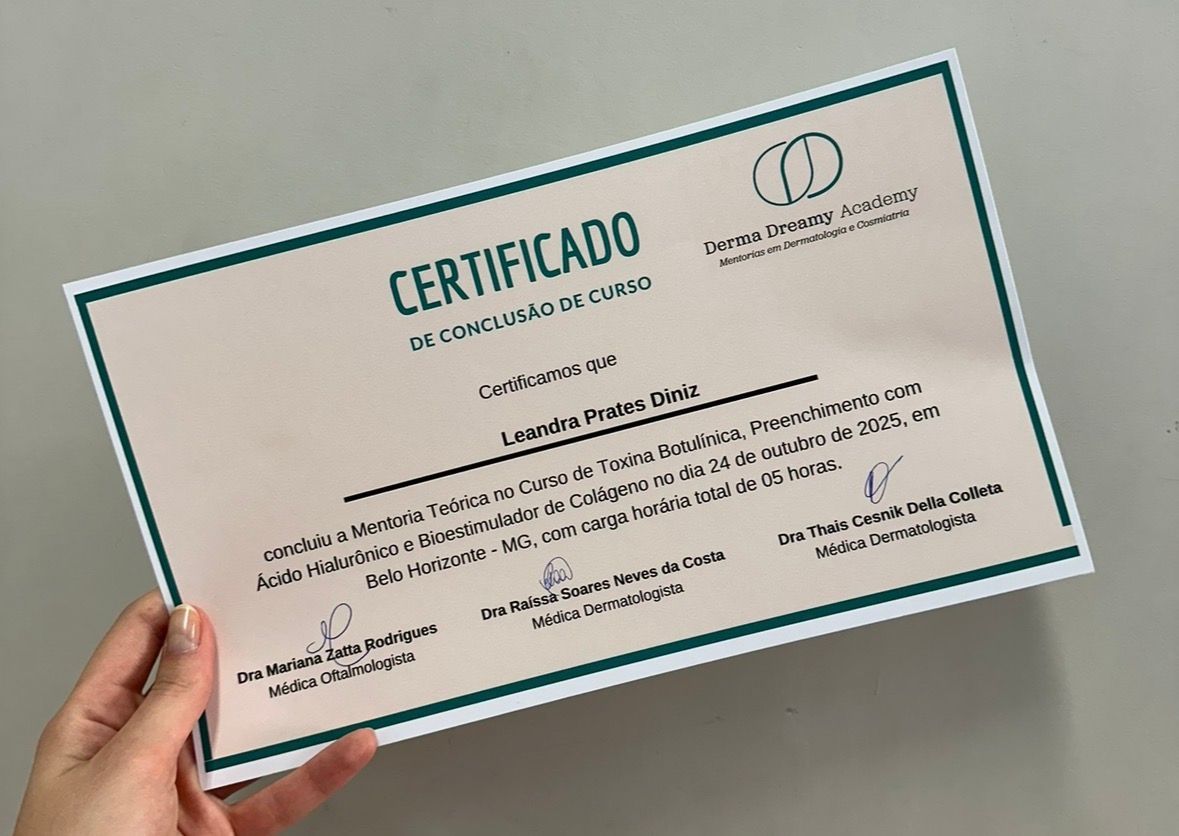 Derma Dreamy Academy
Mentorias em Dermatologia e Cosmiatria
CERTIFICADO
DE CONCLUSÃO DE CURSO
Certificamos que
Leandra Prates Diniz
concluiu a Mentoria Teórica no Curso de Toxina Botulínica, Preenchimento com
Ácido Hialurônico e Bioestimulador de Colágeno no dia 24 de outubro de 2025, em
Belo Horizonte - MG, com carga horária total de 05 horas.
Dra Mariana Zatta Rodrigues
Médica Oftalmologista
Dra Raíssa Soares Neves da Costa
Médica Dermatologista
Dra Thais Cesnik Della Colleta
Médica Dermatologista